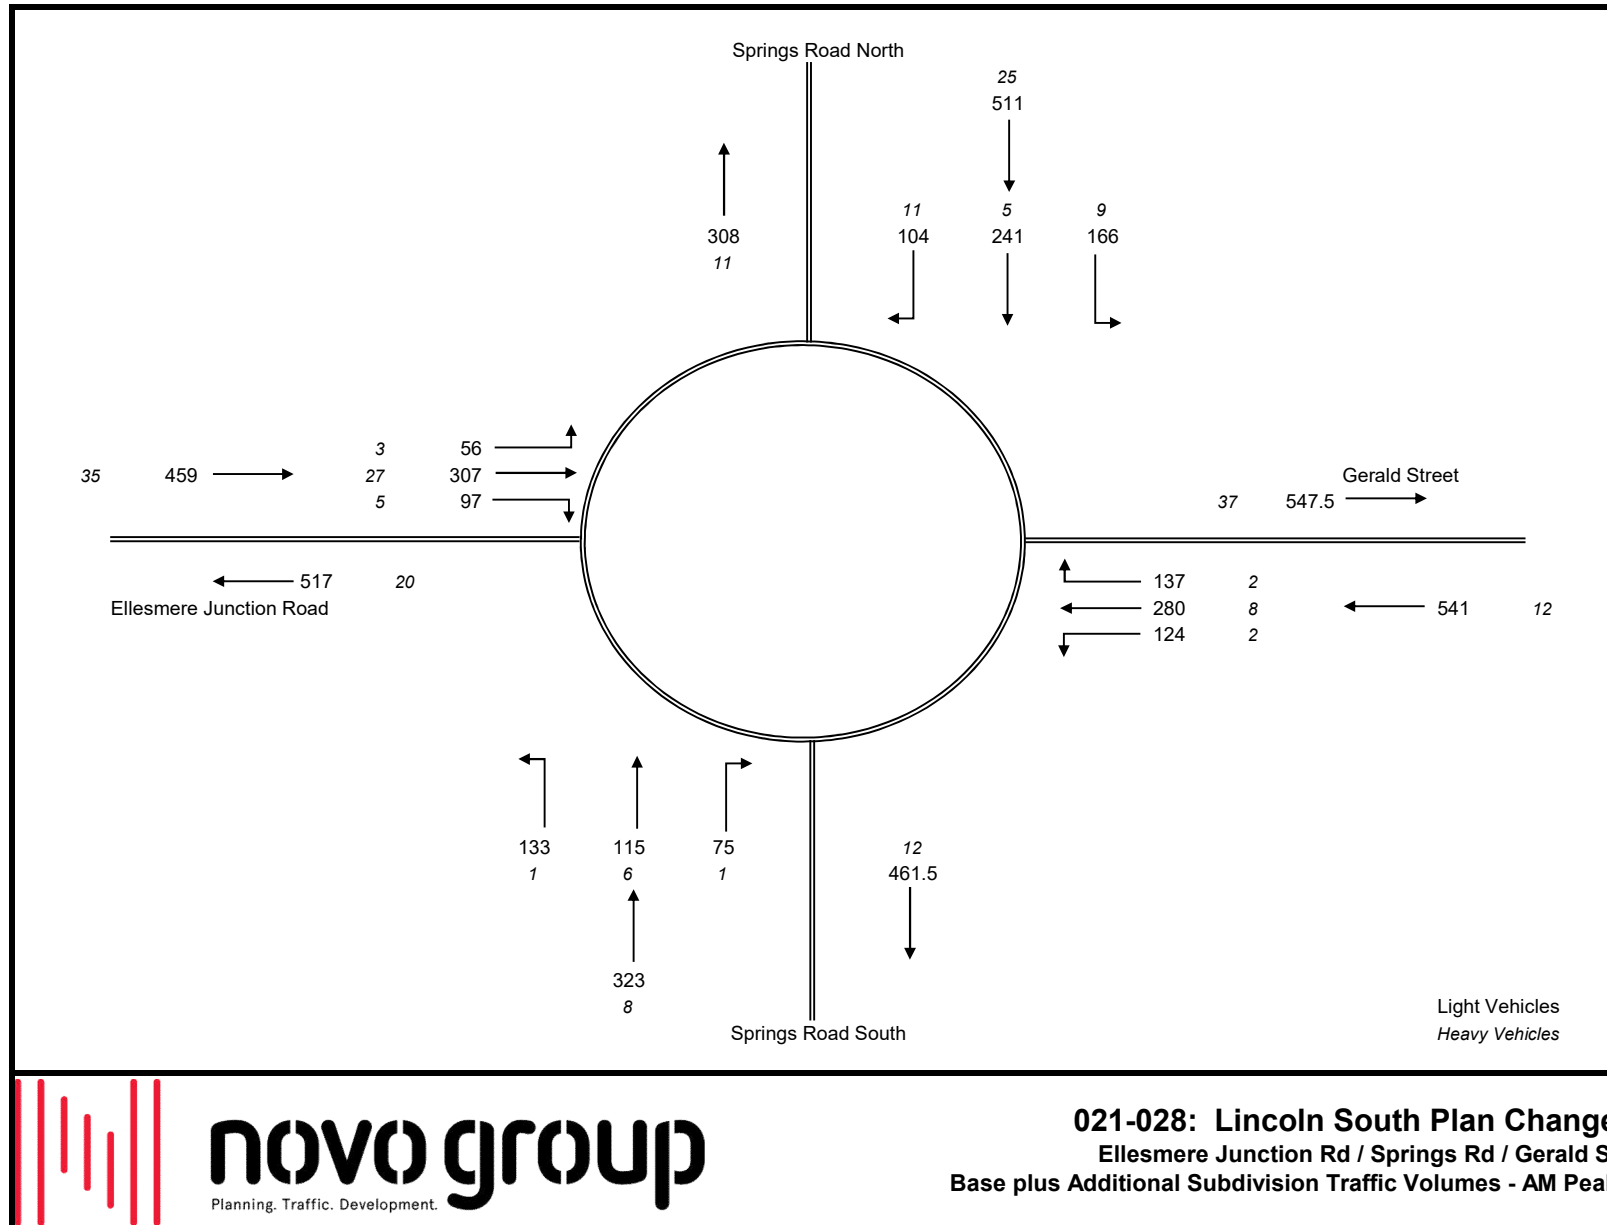 Springs Road North
25
511
11 5 9
308 104 241 166
11
3 56
35 459 27 307 Gerald Street
5 97 37 547.5
517 20 137 2
Ellesmere Junction Road 280 8 541 12
124 2
133 115 75 12
1 6 1 461.5
323
8
Light Vehicles
Springs Road South Heavy Vehicles
novo group
Planning. Traffic. Development.
021-028: Lincoln South Plan Change
Ellesmere Junction Rd / Springs Rd / Gerald S
Base plus Additional Subdivision Traffic Volumes - AM Pea